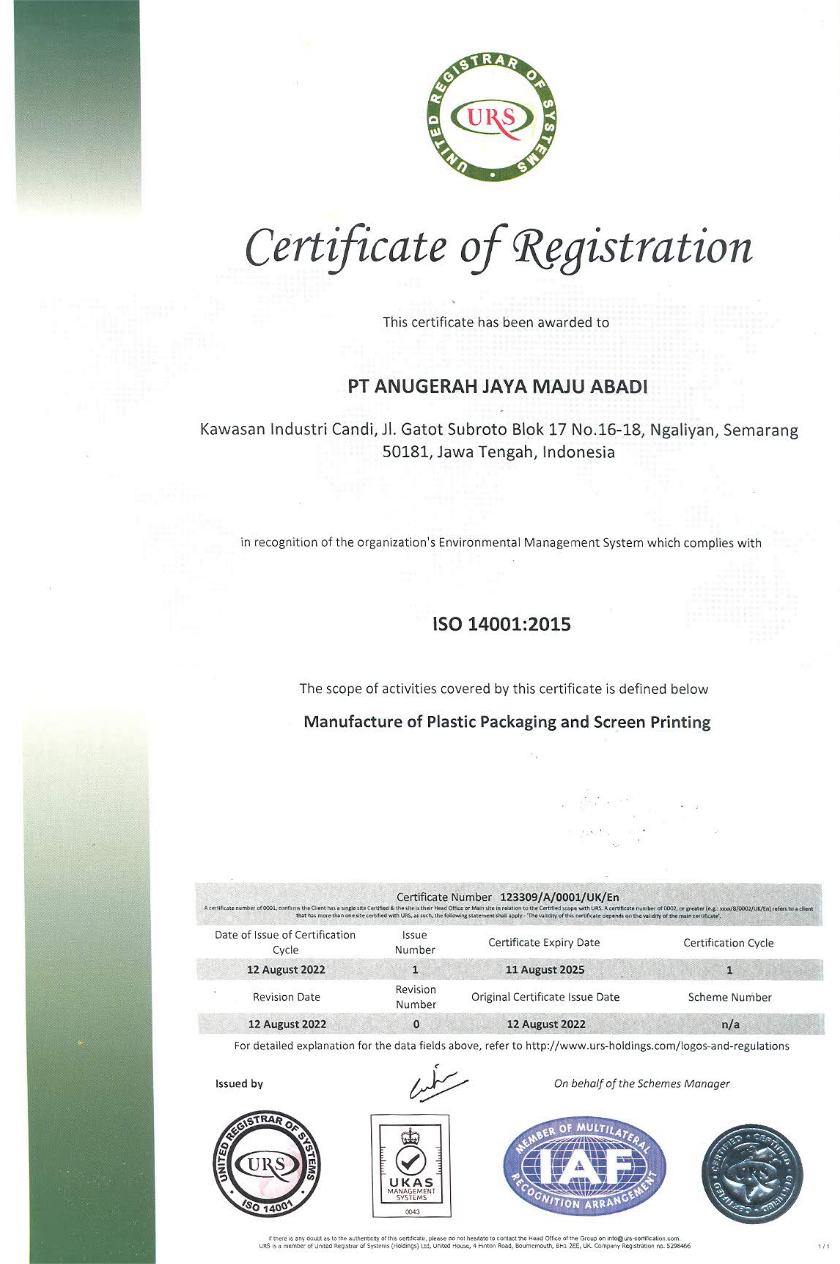 UNITED REGISTRAR OF SYSTEMS
URS
Certificate of Registration
This certificate has been awarded to
PT ANUGERAH JAYA MAJU ABADI
Kawasan Industri Candi, Jl. Gatot Subroto Blok 17 No.16-18, Ngaliyan, Semarang
50181, Jawa Tengah, Indonesia
in recognition of the organization's Environmental Management System which complies with
ISO 14001:2015
The scope of activities covered by this certificate is defined below
Manufacture of Plastic Packaging and Screen Printing
Certificate Number 123309/A/0001/UK/En
A certificate number of 0001, confirms the Client has a single site Certified & the site is their Head Office or Main site in relation to the Certified scope with URS. A certificate number of 0002, or greater (e.g.: xxxx/B/0002/UK/En) refers to a client
that has more than one site certified with URS, as such, the following statement shall apply - 'The validity of this certificate depends on the validity of the main certificate'.
Date of Issue of Certification Cycle
Issue Number
Certificate Expiry Date
Certification Cycle
12 August 2022 1 11 August 2025 1
Revision Date
Revision Number
Original Certificate Issue Date
Scheme Number
12 August 2022 0 12 August 2022 n/a
For detailed explanation for the data fields above, refer to http://www.urs-holdings.com/logos-and-regulations
Issued by
On behalf of the Schemes Manager
UNITED REGISTRAR OF SYSTEMS
URS
ISO 14001
UKAS
MANAGEMENT
SYSTEMS
0043
MEMBER OF MULTILATERAL
IAF
RECOGNITION ARRANGEMENT
CERTIFIED
URS
If there is any doubt as to the authenticity of this certificate, please do not hesitate to contact the Head Office of the Group on info@urs-certification.com.
URS is a member of United Registrar of Systems (Holdings) Ltd, United House, 4 Hinton Road, Bournemouth, BH1 2EE, UK. Company Registration no. 5298466
1 / 1